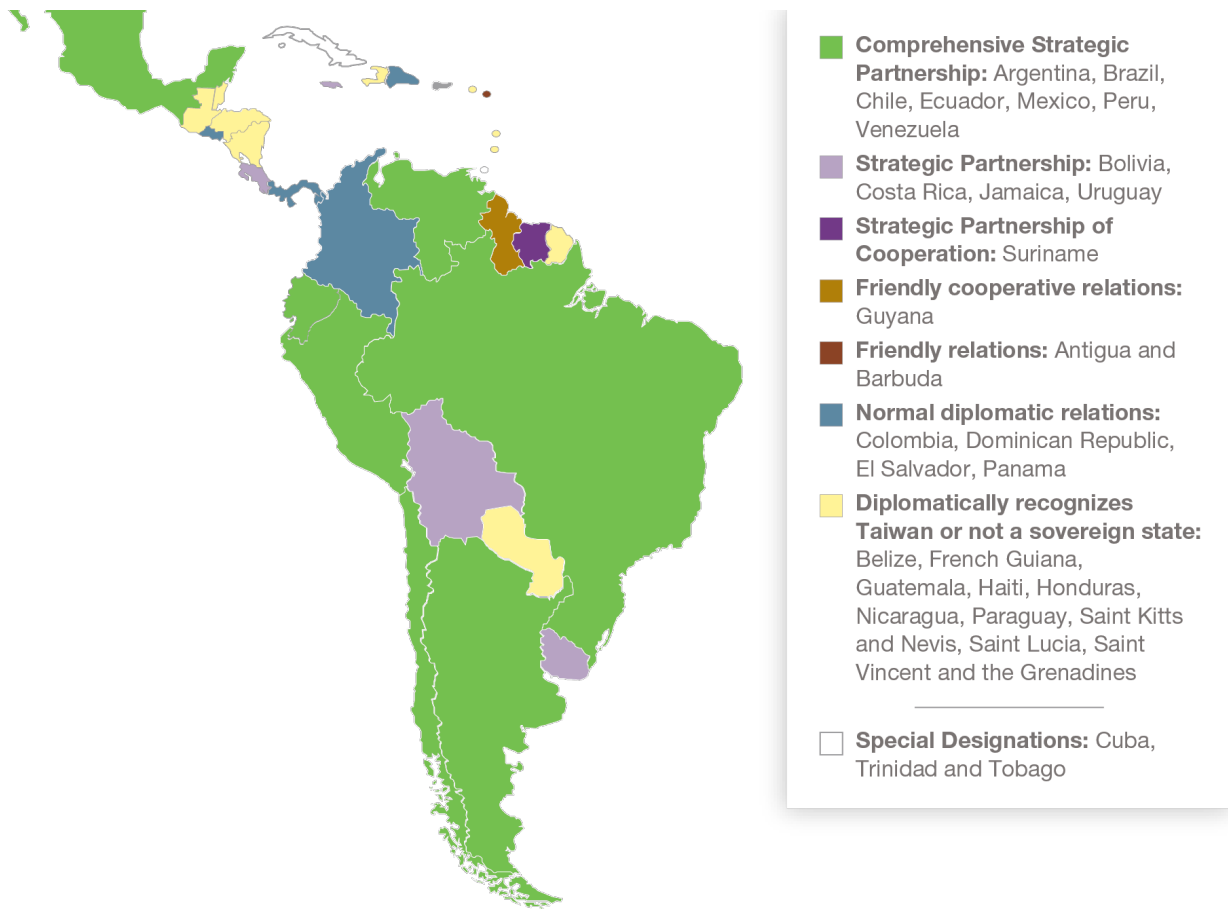 Comprehensive Strategic
Partnership: Argentina, Brazil,
Chile, Ecuador, Mexico, Peru,
Venezuela
Strategic Partnership: Bolivia,
Costa Rica, Jamaica, Uruguay
Strategic Partnership of
Cooperation: Suriname
Friendly cooperative relations:
Guyana
Friendly relations: Antigua and
Barbuda
Normal diplomatic relations:
Colombia, Dominican Republic,
El Salvador, Panama
Diplomatically recognizes
Taiwan or not a sovereign state:
Belize, French Guiana,
Guatemala, Haiti, Honduras,
Nicaragua, Paraguay, Saint Kitts
and Nevis, Saint Lucia, Saint
Vincent and the Grenadines
Special Designations: Cuba,
Trinidad and Tobago